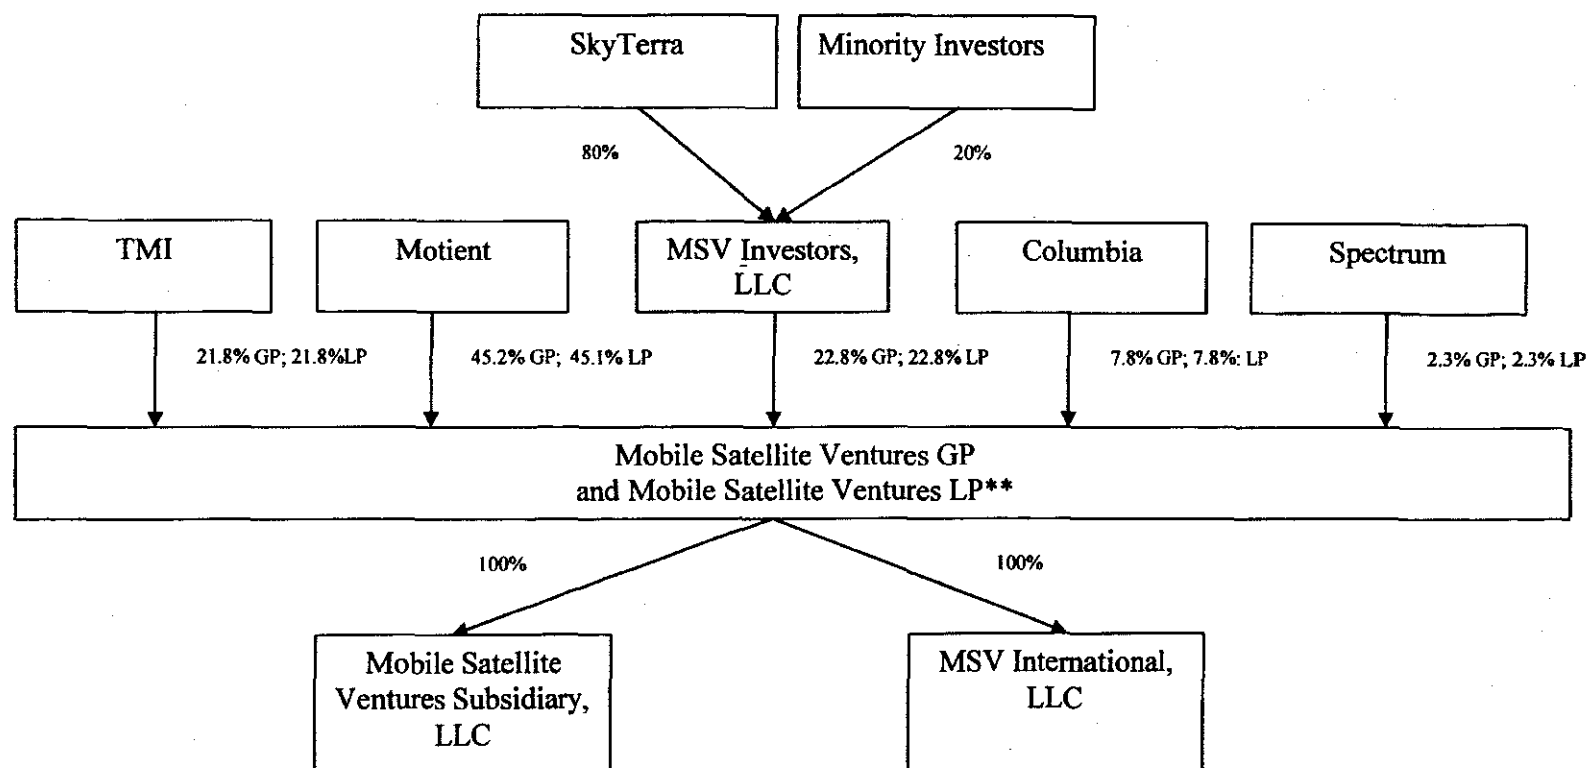 SkyTerra
Minority Investors
80%
20%
TMI
Motient
MSV Investors,
LLC
Columbia
Spectrum
21.8% GP; 21.8%LP
45.2% GP; 45.1% LP
22.8% GP; 22.8% LP
7.8% GP; 7.8%: LP
2.3% GP; 2.3% LP
Mobile Satellite Ventures GP
and Mobile Satellite Ventures LP**
100%
100%
Mobile Satellite
Ventures Subsidiary,
LLC
MSV International,
LLC